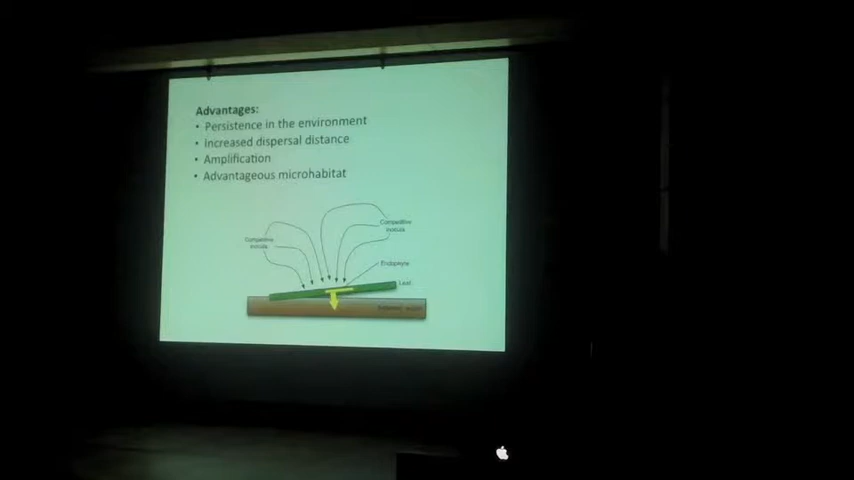 Advantages:
• Persistence in the environment
• Increased dispersal distance
• Amplification
• Advantageous microhabitat
Competitive
inocula
Competitive
inocula
Endophyte
Leaf